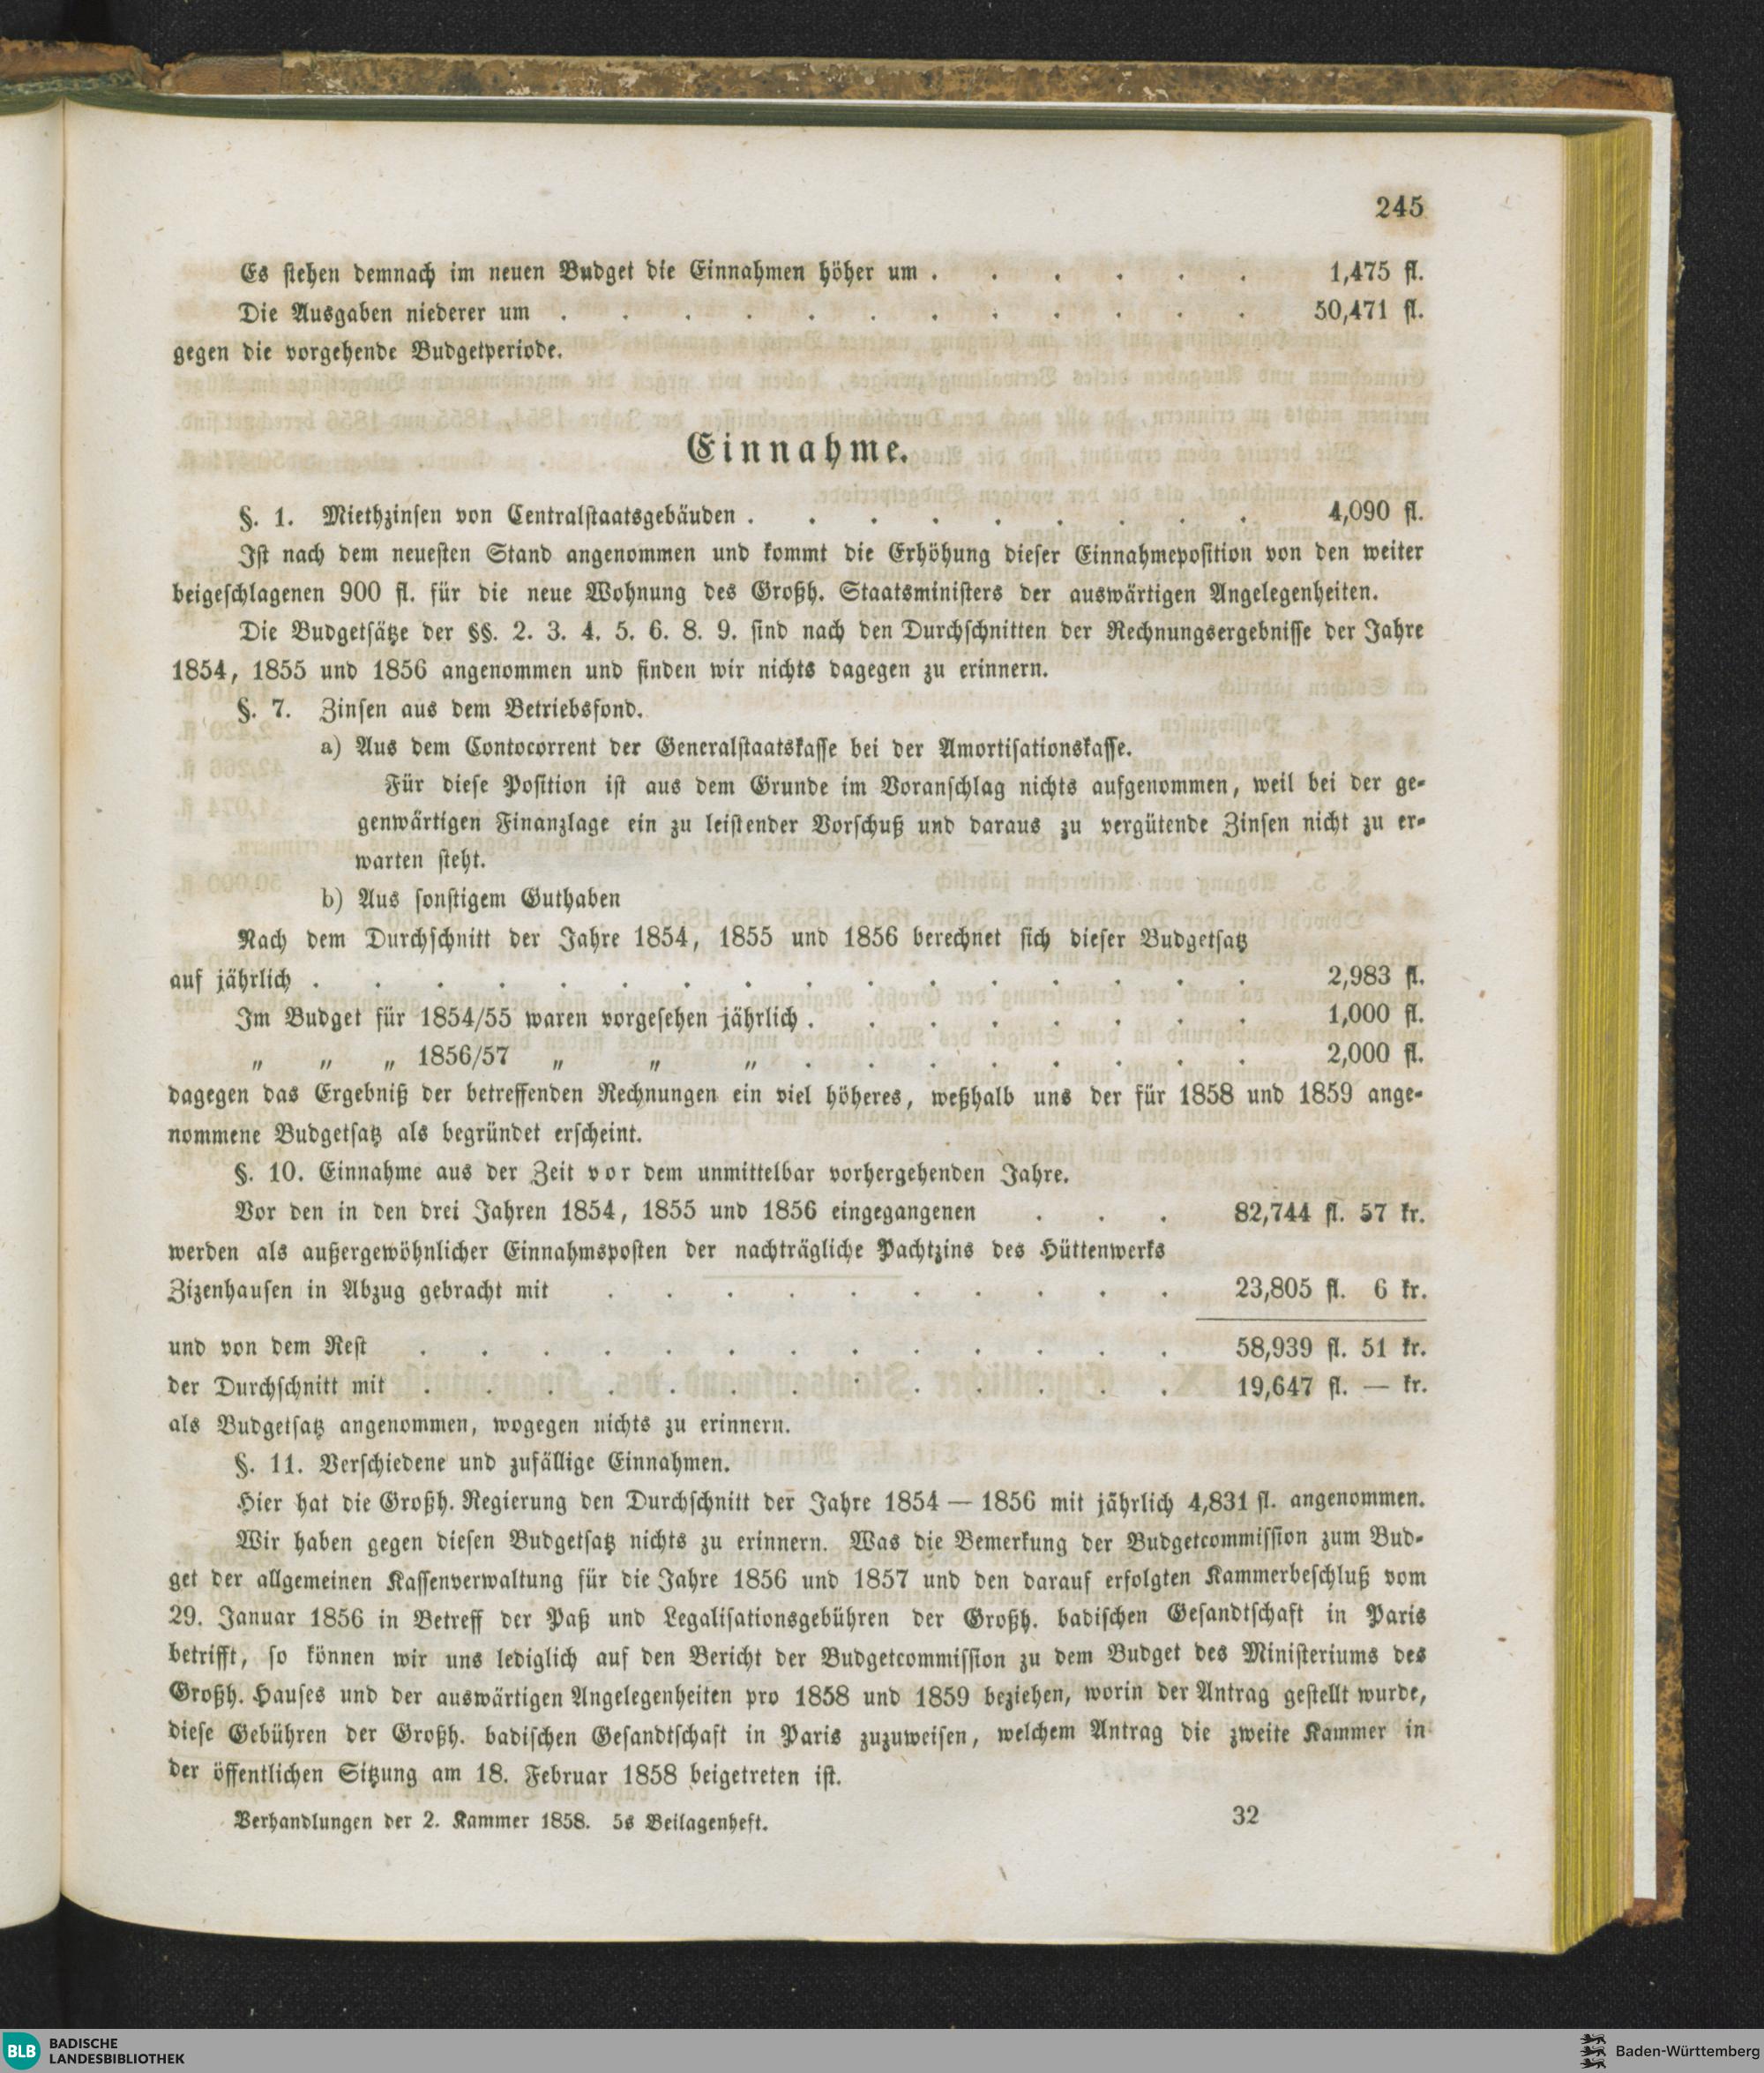 245
Es stehen demnach im neuen Budget die Einnahmen höher um . . . . . . 1,475 fl.
Die Ausgaben niederer um . . . . . . . . . . . . 50,471 fl.
gegen die vorgehende Budgetperiode.
Einnahme.
§. 1. Miethzinsen von Centralstaatsgebäuden . . . . . . . . . 4,090 fl.
Ist nach dem neuesten Stand angenommen und kommt die Erhöhung dieser Einnahmeposition von den weiter
beigeschlagenen 900 fl. für die neue Wohnung des Großh. Staatsministers der auswärtigen Angelegenheiten.
Die Budgetsätze der §§. 2. 3. 4. 5. 6. 8. 9. sind nach den Durchschnitten der Rechnungsergebnisse der Jahre
1854, 1855 und 1856 angenommen und finden wir nichts dagegen zu erinnern.
§. 7. Zinsen aus dem Betriebsfond.
a) Aus dem Contocorrent der Generalstaatskasse bei der Amortisationskasse.
Für diese Position ist aus dem Grunde im Voranschlag nichts aufgenommen, weil bei der ge-
genwärtigen Finanzlage ein zu leistender Vorschuß und daraus zu vergütende Zinsen nicht zu er-
warten steht.
b) Aus sonstigem Guthaben
Nach dem Durchschnitt der Jahre 1854, 1855 und 1856 berechnet sich dieser Budgetsatz
auf jährlich . . . . . . . . . . . . . . . . 2,983 fl.
Im Budget für 1854/55 waren vorgesehen jährlich . . . . . . . . 1,000 fl.
„ „ „ 1856/57 „ „ „ . . . . . . . . 2,000 fl.
dagegen das Ergebniß der betreffenden Rechnungen ein viel höheres, weßhalb uns der für 1858 und 1859 ange-
nommene Budgetsatz als begründet erscheint.
§. 10. Einnahme aus der Zeit vor dem unmittelbar vorhergehenden Jahre.
Vor den in den drei Jahren 1854, 1855 und 1856 eingegangenen . . . 82,744 fl. 57 kr.
werden als außergewöhnlicher Einnahmsposten der nachträgliche Pachtzins des Hüttenwerks
Zizenhausen in Abzug gebracht mit . . . . . . . . . . 23,805 fl. 6 kr.
und von dem Rest . . . . . . . . . . . . . 58,939 fl. 51 kr.
der Durchschnitt mit . . . . . . . . . . . . . 19,647 fl. — kr.
als Budgetsatz angenommen, wogegen nichts zu erinnern.
§. 11. Verschiedene und zufällige Einnahmen.
Hier hat die Großh. Regierung den Durchschnitt der Jahre 1854 — 1856 mit jährlich 4,831 fl. angenommen.
Wir haben gegen diesen Budgetsatz nichts zu erinnern. Was die Bemerkung der Budgetcommission zum Bud-
get der allgemeinen Kassenverwaltung für die Jahre 1856 und 1857 und den darauf erfolgten Kammerbeschluß vom
29. Januar 1856 in Betreff der Paß und Legalisationsgebühren der Großh. badischen Gesandtschaft in Paris
betrifft, so können wir uns lediglich auf den Bericht der Budgetcommission zu dem Budget des Ministeriums des
Großh. Hauses und der auswärtigen Angelegenheiten pro 1858 und 1859 beziehen, worin der Antrag gestellt wurde,
diese Gebühren der Großh. badischen Gesandtschaft in Paris zuzuweisen, welchem Antrag die zweite Kammer in
der öffentlichen Sitzung am 18. Februar 1858 beigetreten ist.
Verhandlungen der 2. Kammer 1858. 5s Beilagenheft. 32
BLB BADISCHE
LANDESBIBLIOTHEK
Baden-Württemberg